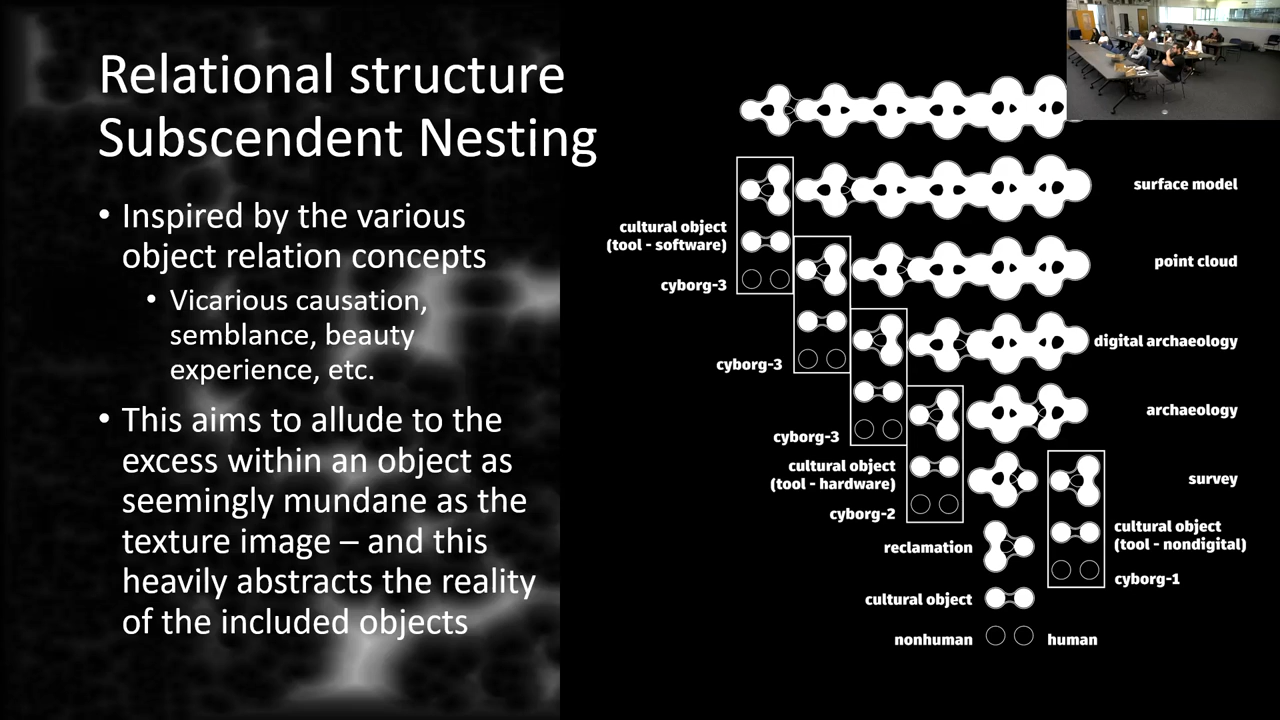 Relational structure
Subscendent Nesting
• Inspired by the various
object relation concepts
• Vicarious causation,
semblance, beauty
experience, etc.
• This aims to allude to the
excess within an object as
seemingly mundane as the
texture image – and this
heavily abstracts the reality
of the included objects
surface model
cultural object
(tool - software)
point cloud
cyborg-3
digital archaeology
cyborg-3
archaeology
cyborg-3
cultural object
(tool - hardware)
survey
cyborg-2
cultural object
(tool - nondigital)
reclamation
cyborg-1
cultural object
nonhuman
human